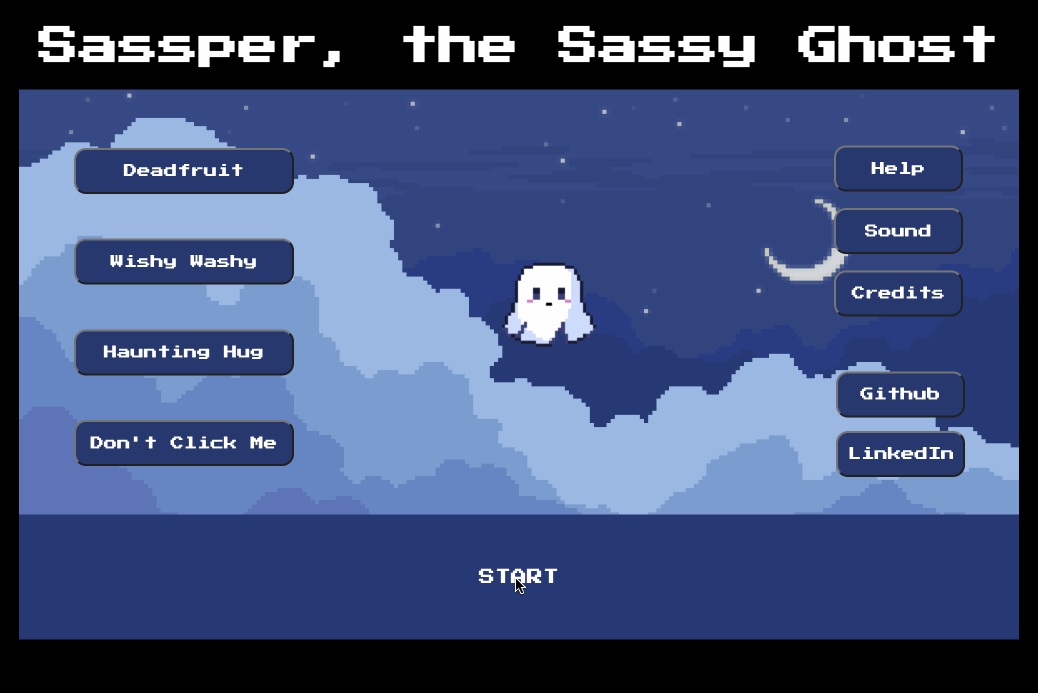 Sassper, the Sassy Ghost
Deadfruit
Wishy Washy
Haunting Hug
Don't Click Me
Help
Sound
Credits
Github
LinkedIn
START